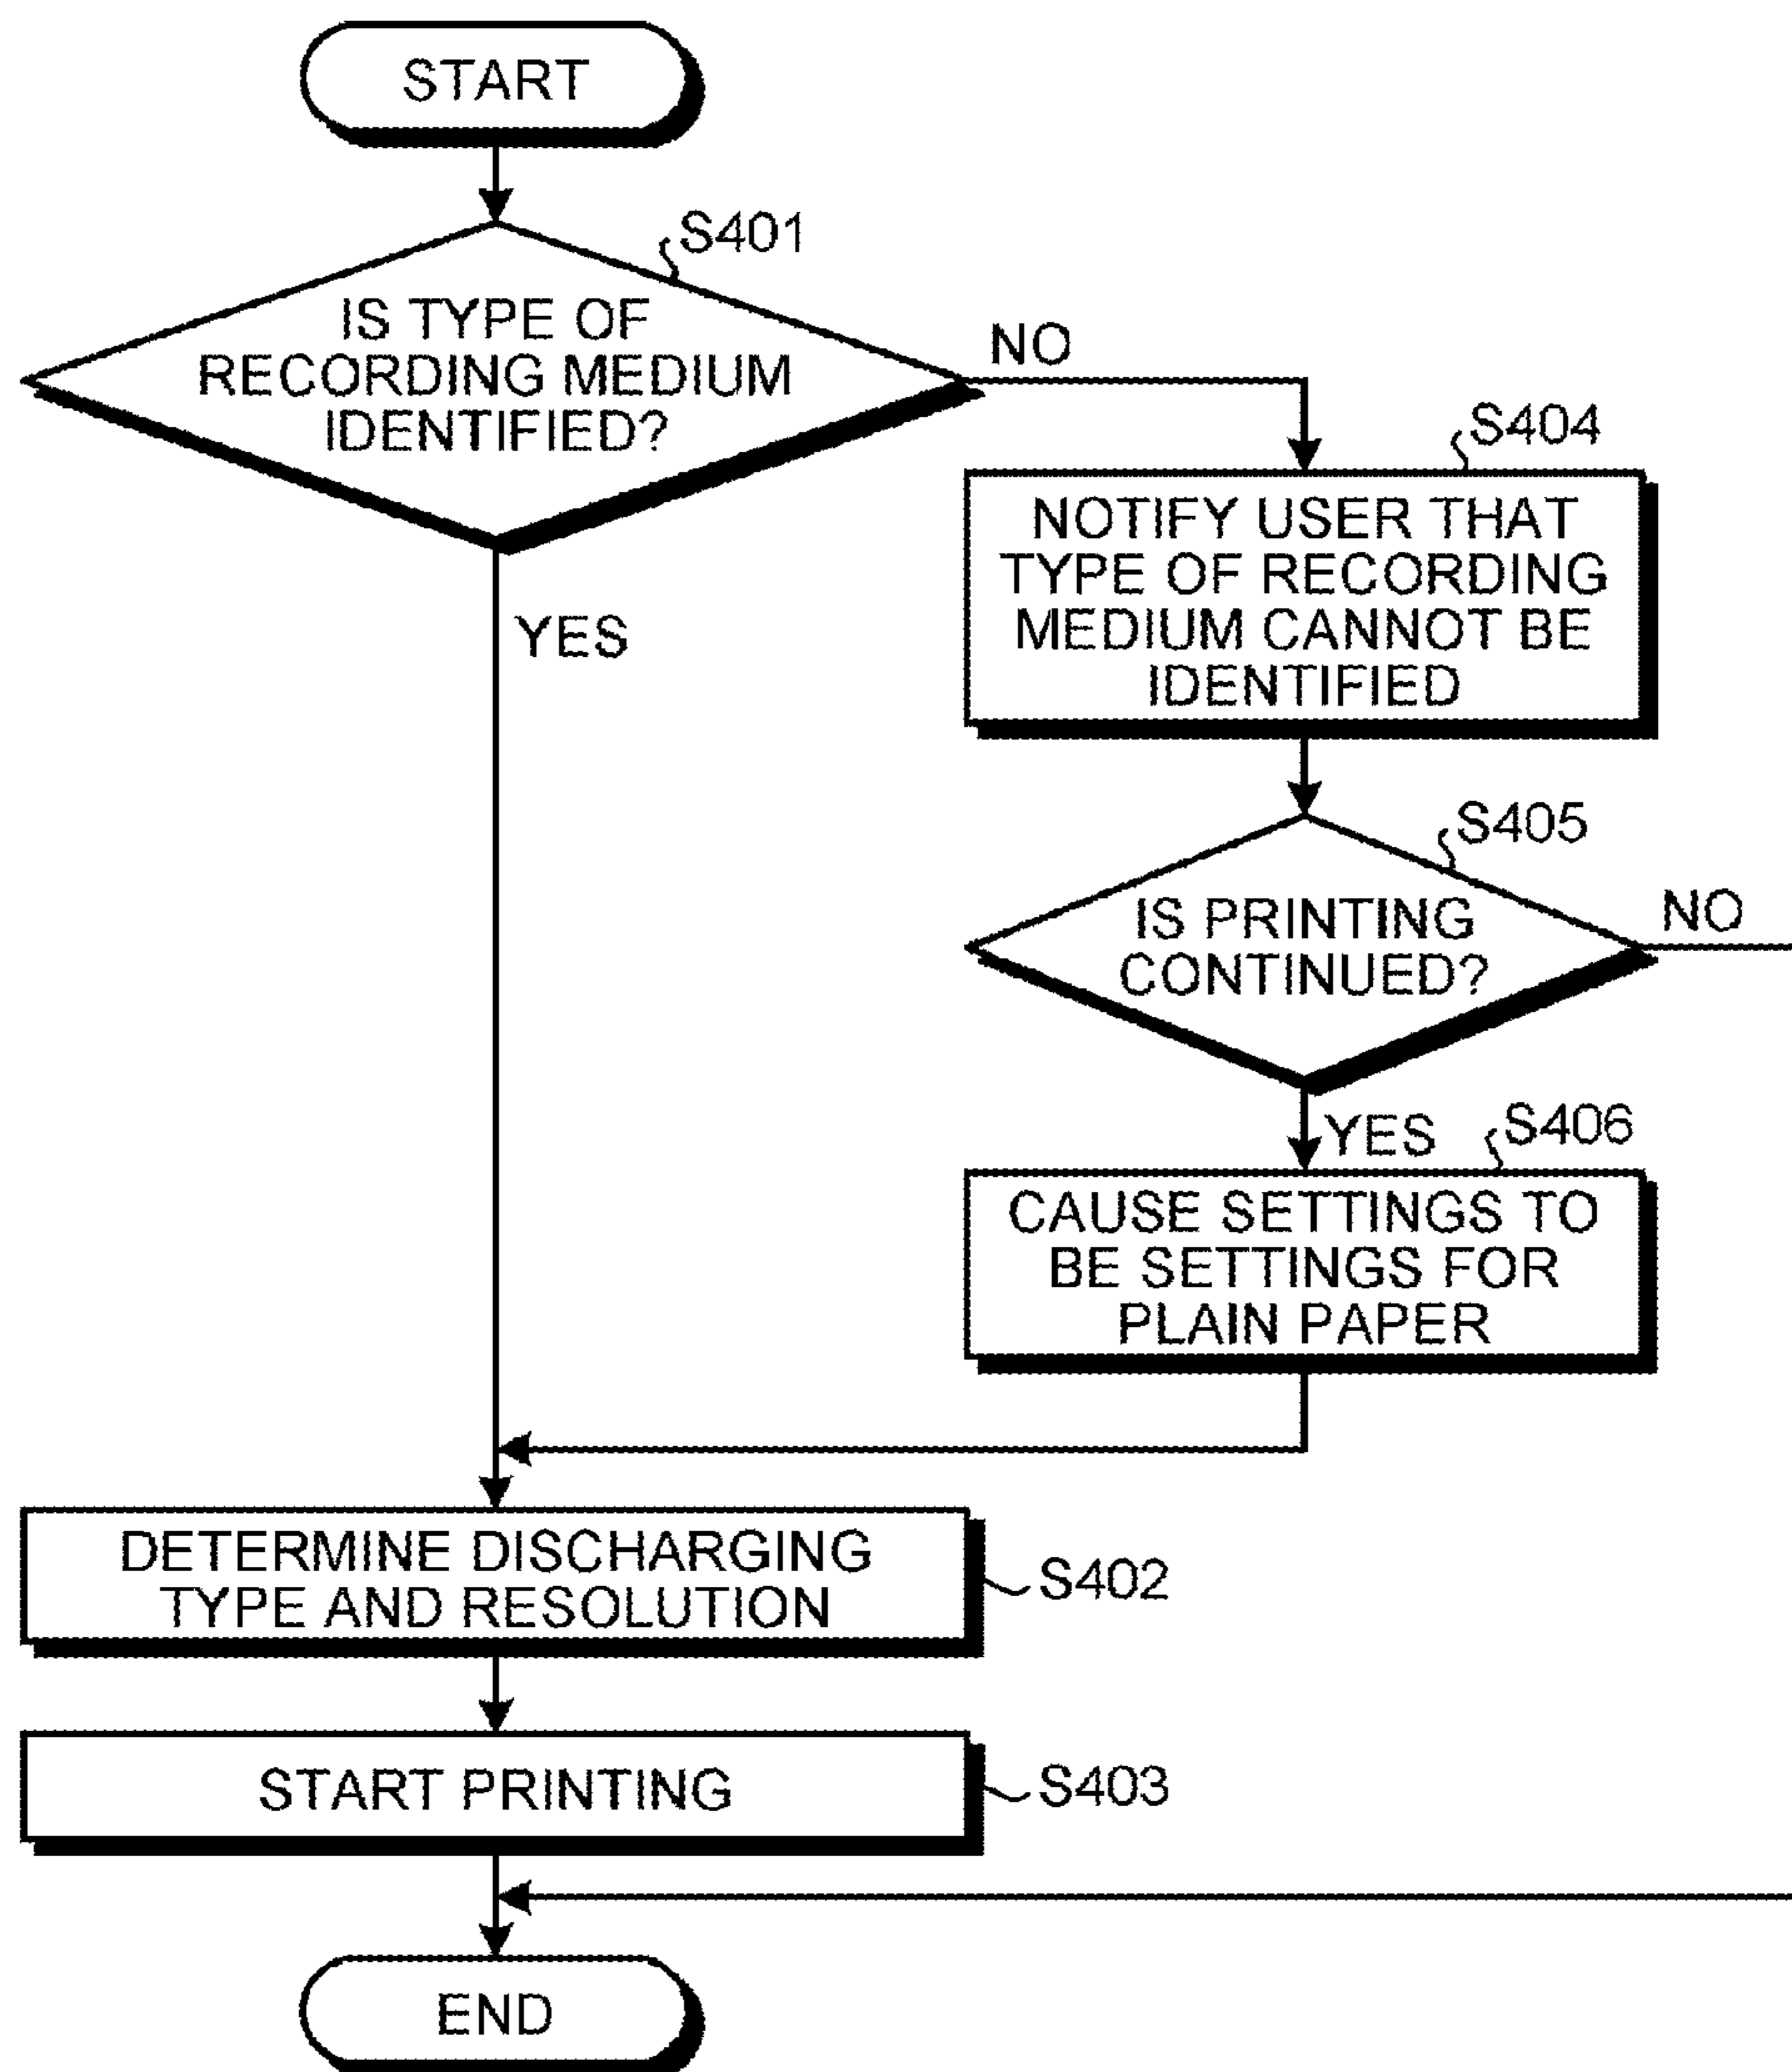 START
S401
IS TYPE OF
RECORDING MEDIUM
IDENTIFIED?
NO
YES
S404
NOTIFY USER THAT
TYPE OF RECORDING
MEDIUM CANNOT BE
IDENTIFIED
S405
IS PRINTING
CONTINUED?
NO
YES
S406
CAUSE SETTINGS TO
BE SETTINGS FOR
PLAIN PAPER
DETERMINE DISCHARGING
TYPE AND RESOLUTION
S402
START PRINTING
S403
END